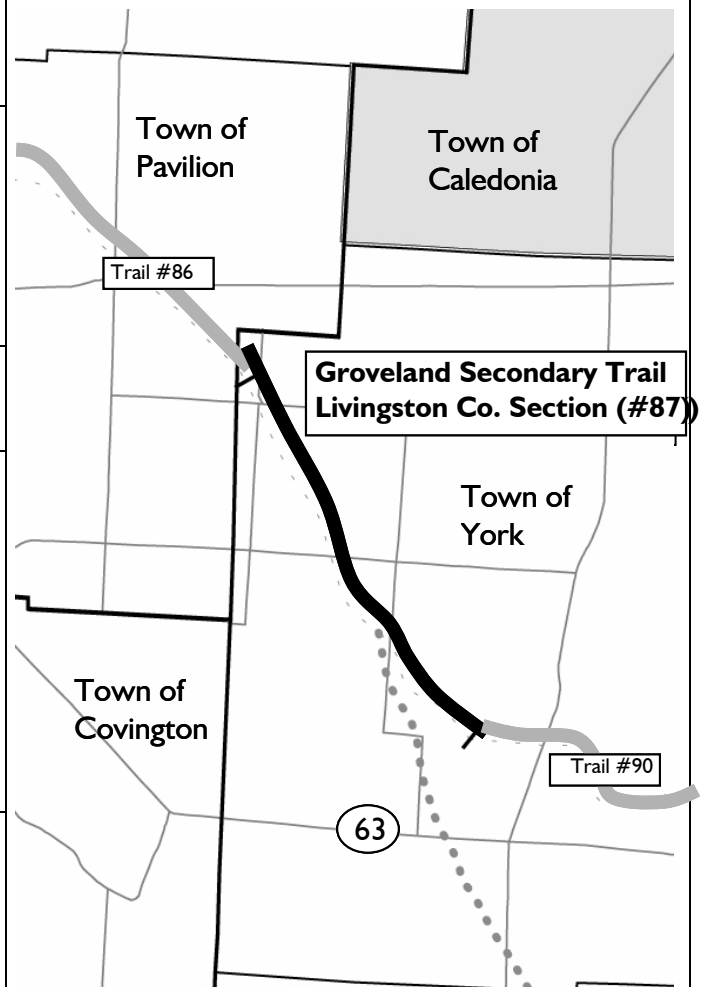 Town of
Pavilion
Town of
Caledonia
Trail #86
Groveland Secondary Trail
Livingston Co. Section (#87))
Town of
York
Town of
Covington
Trail #90
63